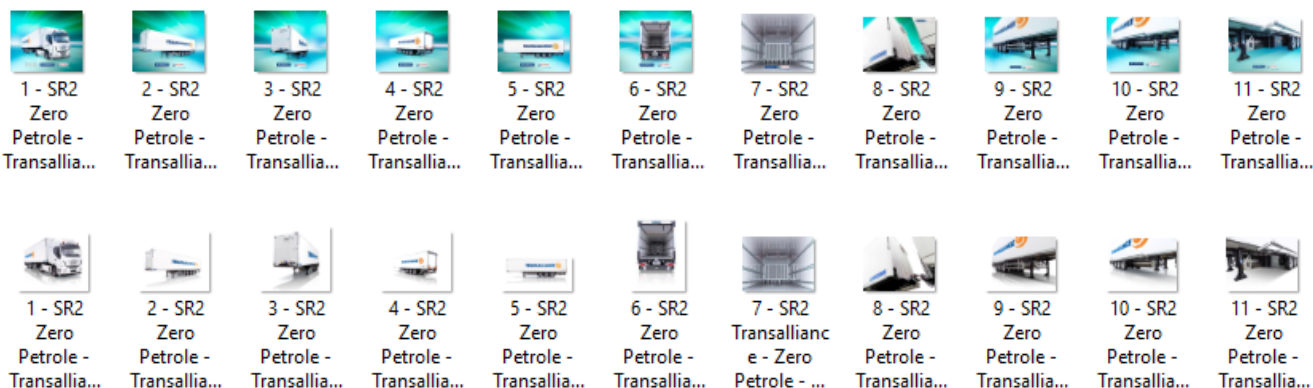 1 - SR2 Zero Petrole - Transallia...
2 - SR2 Zero Petrole - Transallia...
3 - SR2 Zero Petrole - Transallia...
4 - SR2 Zero Petrole - Transallia...
5 - SR2 Zero Petrole - Transallia...
6 - SR2 Zero Petrole - Transallia...
7 - SR2 Zero Petrole - Transallia...
8 - SR2 Zero Petrole - Transallia...
9 - SR2 Zero Petrole - Transallia...
10 - SR2 Zero Petrole - Transallia...
11 - SR2 Zero Petrole - Transallia...
1 - SR2 Zero Petrole - Transallia...
2 - SR2 Zero Petrole - Transallia...
3 - SR2 Zero Petrole - Transallia...
4 - SR2 Zero Petrole - Transallia...
5 - SR2 Zero Petrole - Transallia...
6 - SR2 Zero Petrole - Transallia...
7 - SR2 Transalliance - Zero Petrole - ...
8 - SR2 Zero Petrole - Transallia...
9 - SR2 Zero Petrole - Transallia...
10 - SR2 Zero Petrole - Transallia...
11 - SR2 Zero Petrole - Transallia...